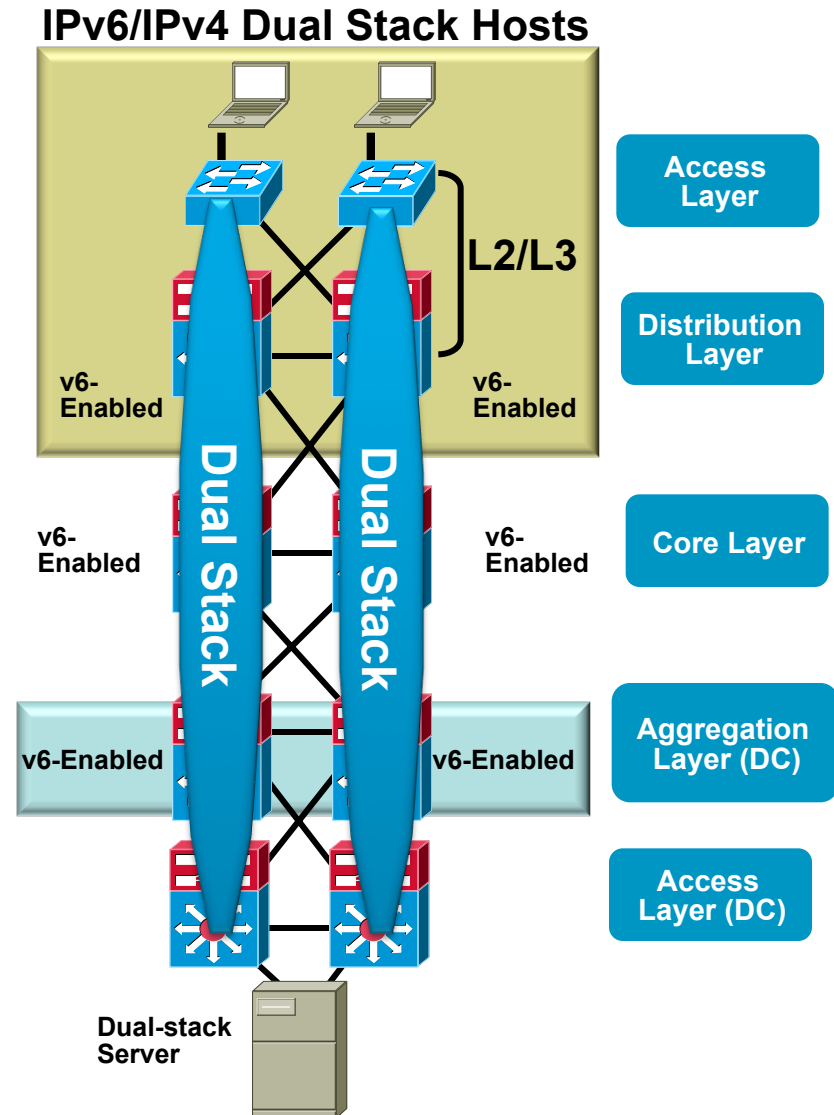 IPv6/IPv4 Dual Stack Hosts
Access
Layer
L2/L3
Distribution
Layer
v6-
Enabled
v6-
Enabled
Dual Stack
Dual Stack
v6-
Enabled
v6-
Enabled
Core Layer
v6-Enabled
v6-Enabled
Aggregation
Layer (DC)
Access
Layer (DC)
Dual-stack
Server